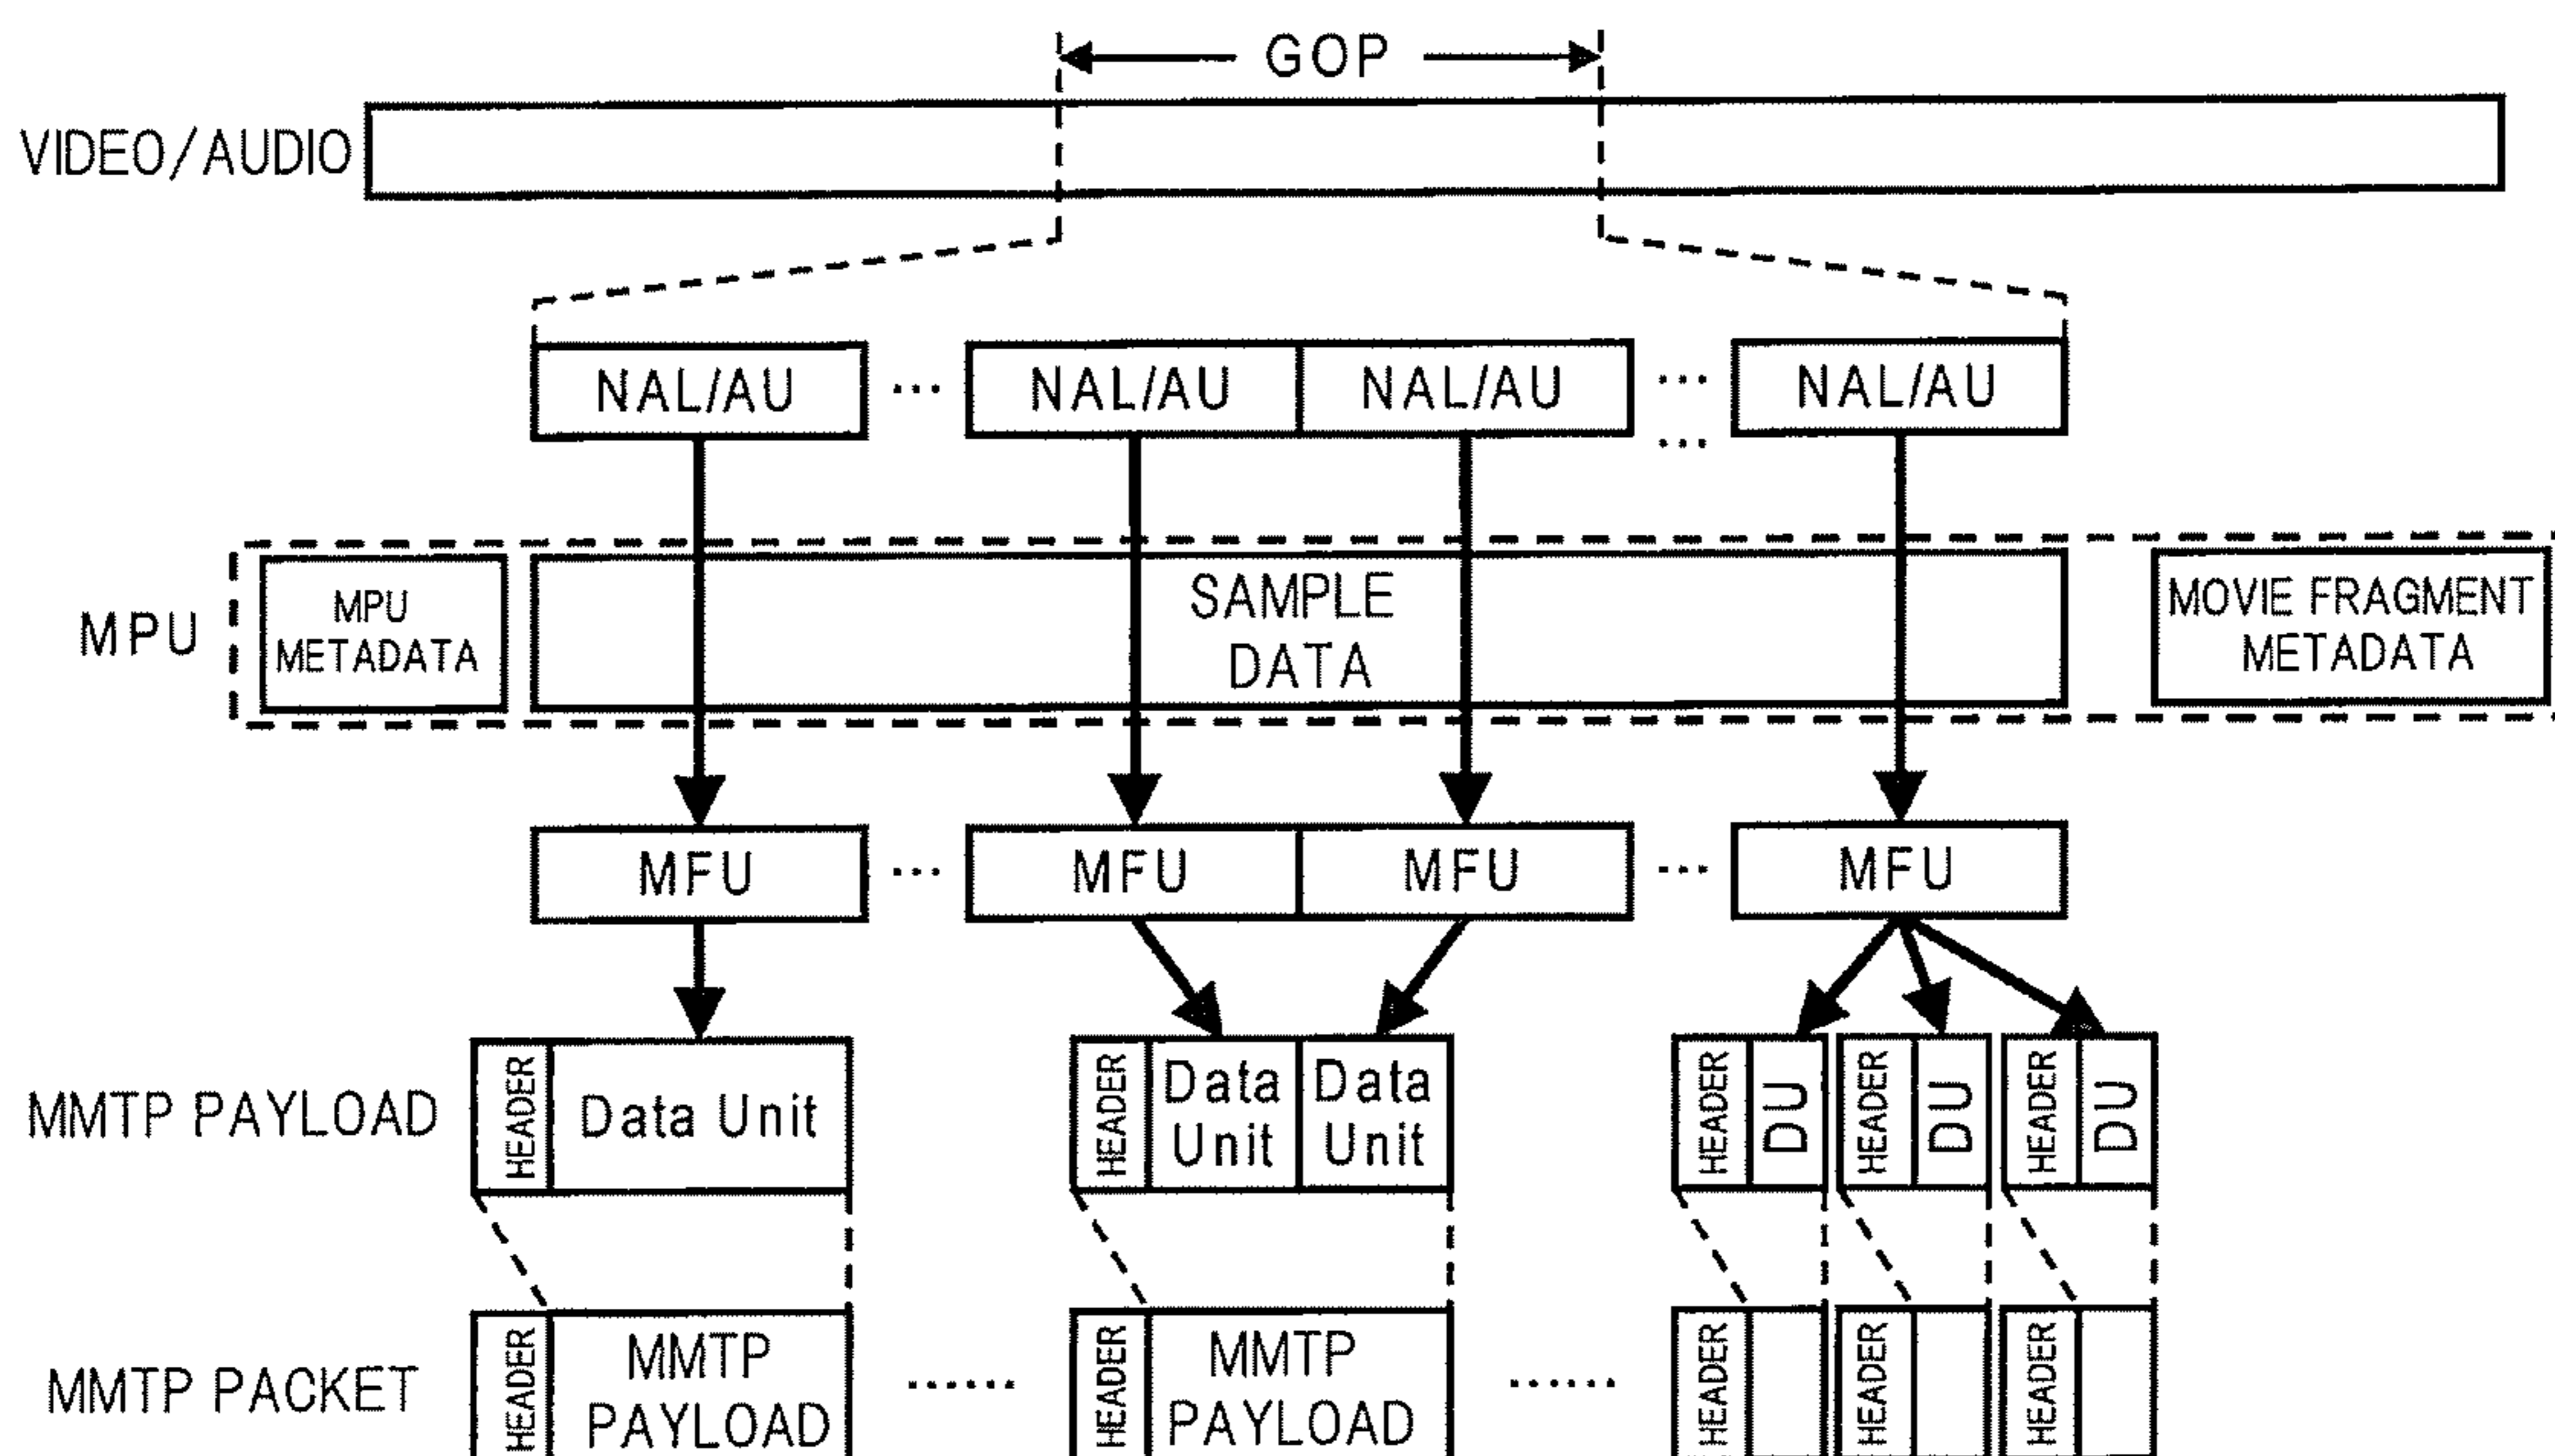 GOP
VIDEO/AUDIO
NAL/AU ... NAL/AU NAL/AU ... NAL/AU
...
MPU
MPU
METADATA
SAMPLE
DATA
MOVIE FRAGMENT
METADATA
MFU ... MFU MFU ... MFU
MMTP PAYLOAD
HEADER
Data Unit
HEADER
Data
Unit
Data
Unit
HEADER
DU
HEADER
DU
HEADER
DU
MMTP PACKET
HEADER
MMTP
PAYLOAD
......
HEADER
MMTP
PAYLOAD
......
HEADER
HEADER
HEADER